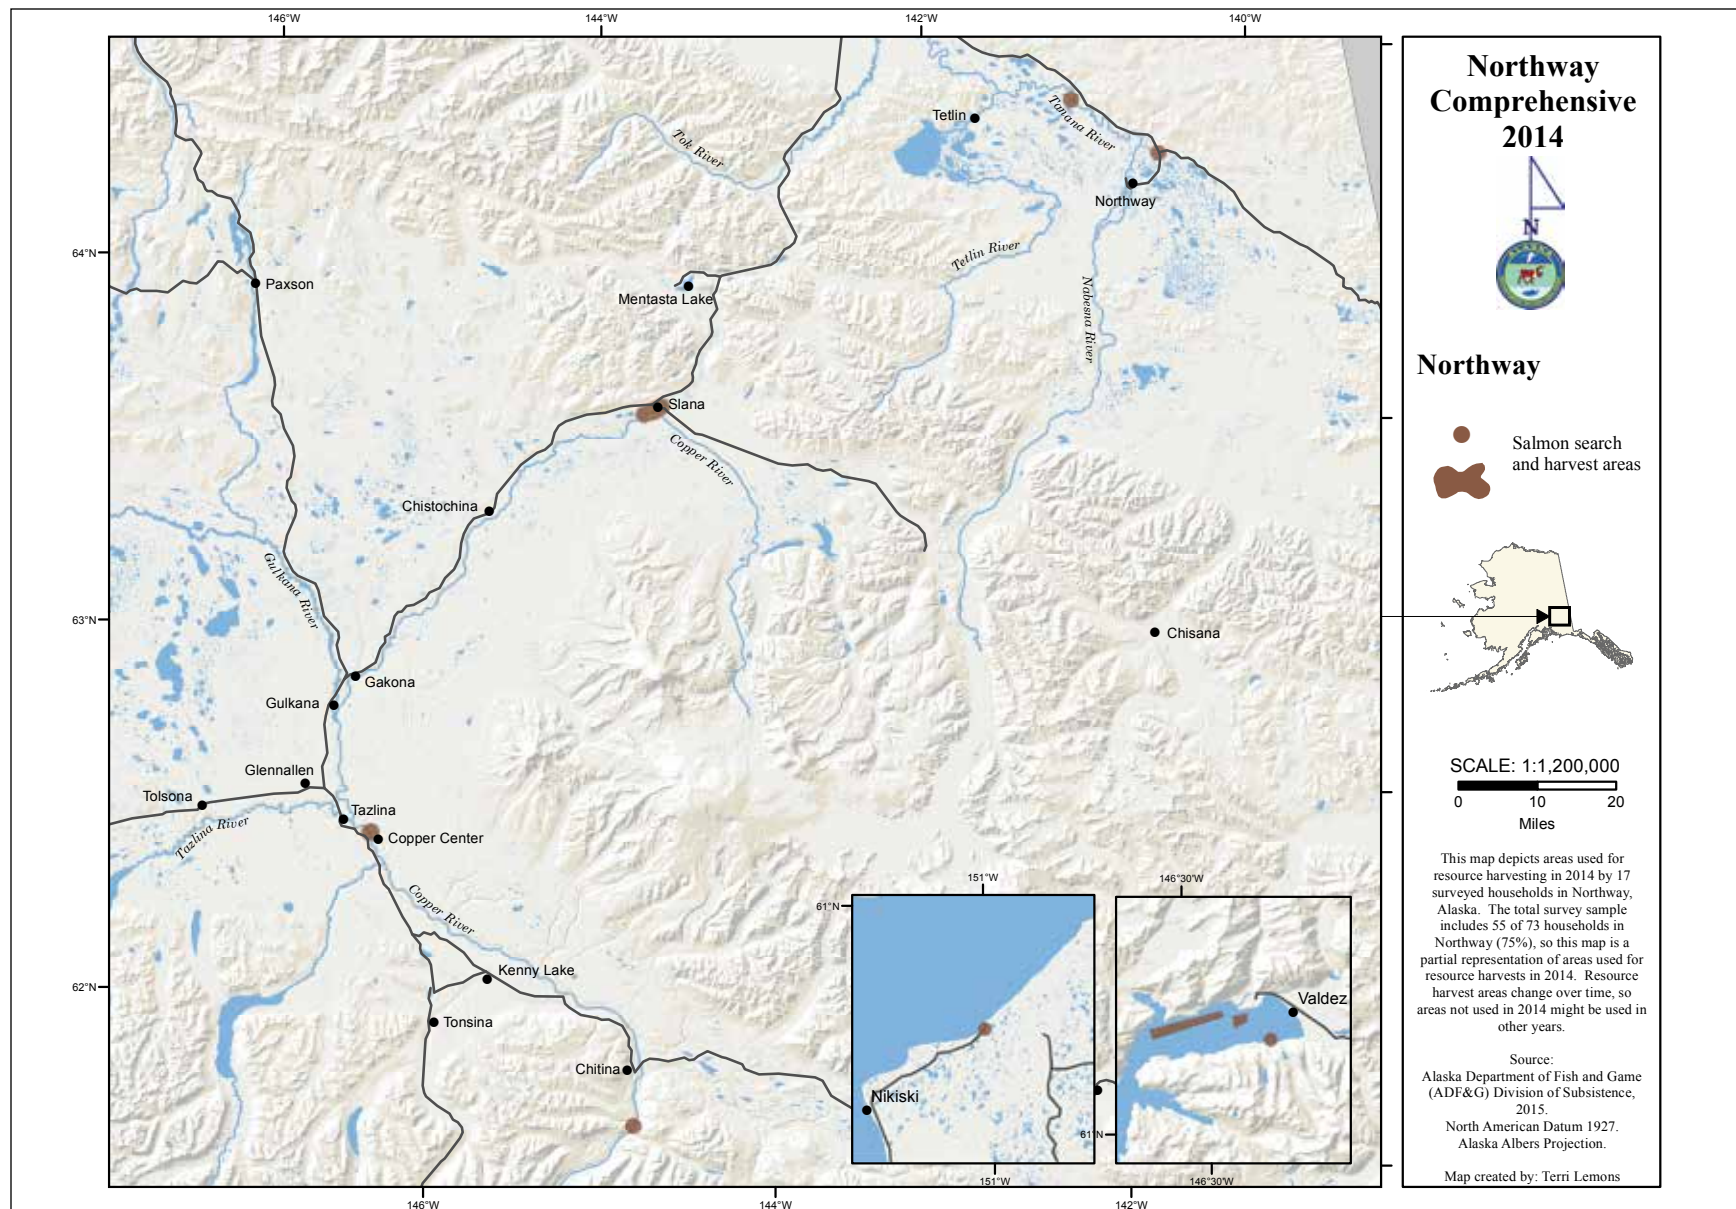 146°W
144°W
142°W
140°W
Tetlin
Tanana River
Tok River
Northway
64°N
Tetlin River
Paxson
Mentasta Lake
Nabesna River
Slana
Copper River
Chistochina
Gulkana River
63°N
Chisana
Gakona
Gulkana
Glennallen
Tolsona
Tazlina
Tazlina River
Copper Center
Copper River
62°N
Kenny Lake
Tonsina
Chitina
151°W
61°N
Nikiski
151°W
146°30'W
Valdez
61°N
146°30'W
146°W
144°W
142°W
Northway
Comprehensive
2014
N
Northway
Salmon search
and harvest areas
SCALE: 1:1,200,000
0 10 20
Miles
This map depicts areas used for
resource harvesting in 2014 by 17
surveyed households in Northway,
Alaska. The total survey sample
includes 55 of 73 households in
Northway (75%), so this map is a
partial representation of areas used for
resource harvests in 2014. Resource
harvest areas change over time, so
areas not used in 2014 might be used in
other years.
Source:
Alaska Department of Fish and Game
(ADF&G) Division of Subsistence,
2015.
North American Datum 1927.
Alaska Albers Projection.
Map created by: Terri Lemons